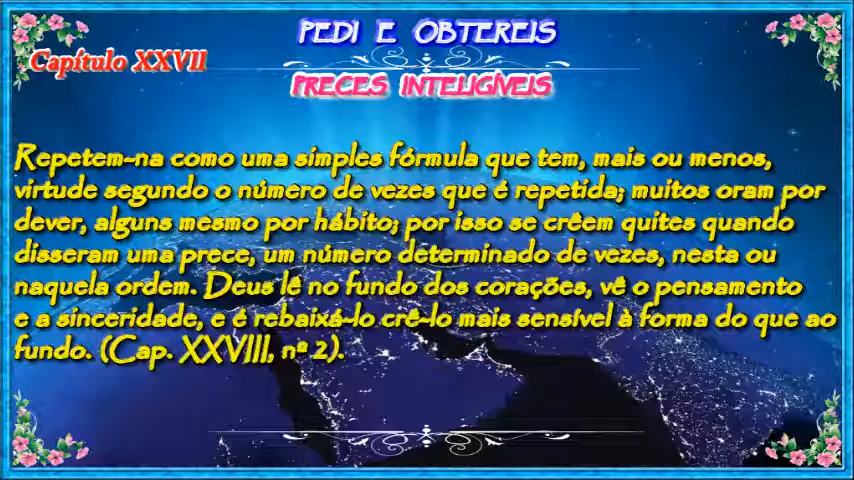 PEDI E OBTEREIS
Capítulo XXVII
PRECES INTELIGÍVEIS
Repetem-na como uma simples fórmula que tem, mais ou menos,
virtude segundo o número de vezes que é repetida; muitos oram por
dever, alguns mesmo por hábito; por isso se crêem quites quando
disseram uma prece, um número determinado de vezes, nesta ou
naquela ordem. Deus lê no fundo dos corações, vê o pensamento
e a sinceridade, e é rebaixá-lo crê-lo mais sensível à forma do que ao
fundo. (Cap. XXVIII, nº 2).